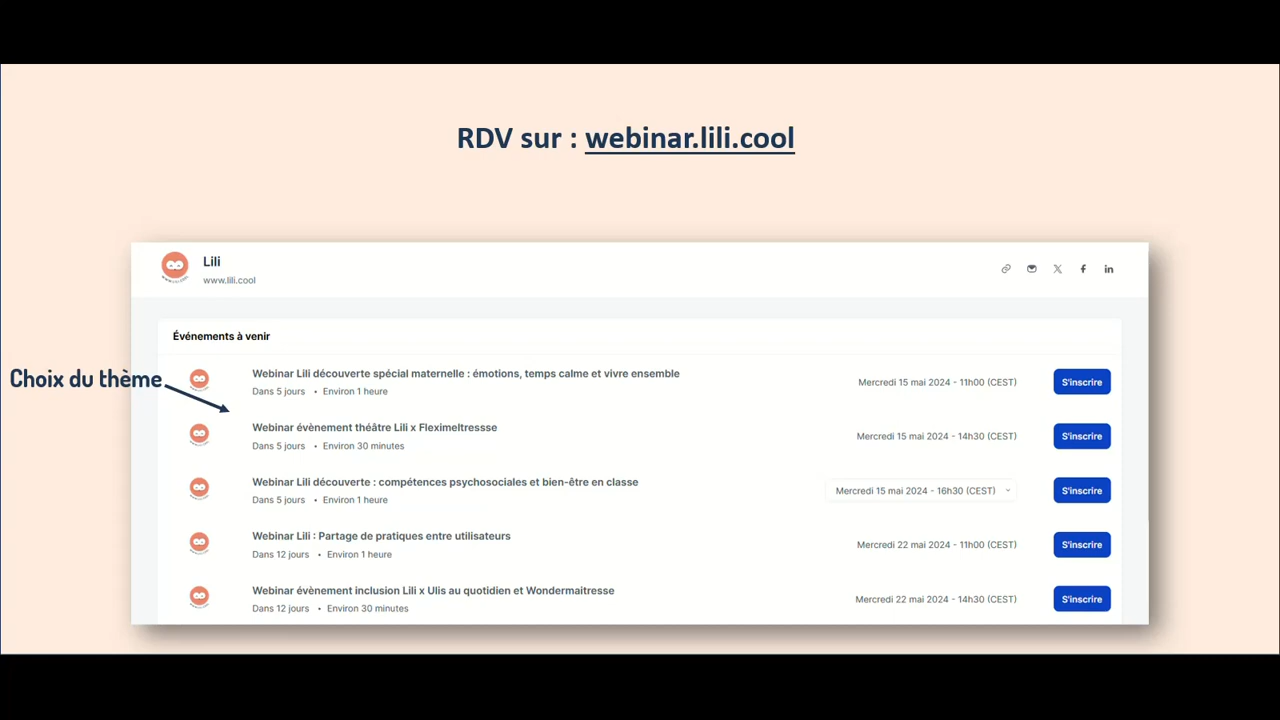 RDV sur : webinar.lili.cool
Lili
www.lili.cool
Événements à venir
Choix du thème
Webinar Lili découverte spécial maternelle : émotions, temps calme et vivre ensemble
Dans 5 jours • Environ 1 heure
Mercredi 15 mai 2024 - 11h00 (CEST)
S'inscrire
Webinar évènement théâtre Lili x Fleximeltressse
Dans 5 jours • Environ 30 minutes
Mercredi 15 mai 2024 - 14h30 (CEST)
S'inscrire
Webinar Lili découverte : compétences psychosociales et bien-être en classe
Dans 5 jours • Environ 1 heure
Mercredi 15 mai 2024 - 16h30 (CEST)
S'inscrire
Webinar Lili : Partage de pratiques entre utilisateurs
Dans 12 jours • Environ 1 heure
Mercredi 22 mai 2024 - 11h00 (CEST)
S'inscrire
Webinar évènement inclusion Lili x Ulis au quotidien et Wondermaitresse
Dans 12 jours • Environ 30 minutes
Mercredi 22 mai 2024 - 14h30 (CEST)
S'inscrire